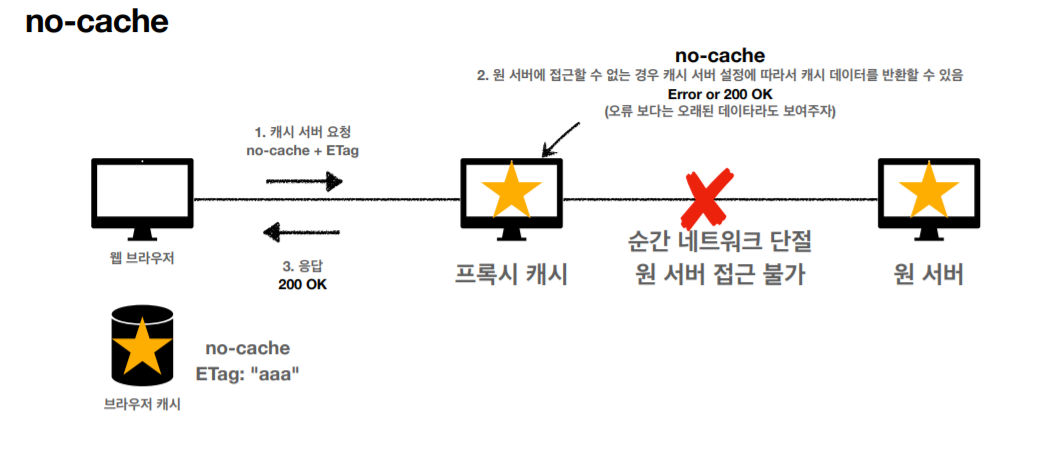 no-cache
no-cache
2. 원 서버에 접근할 수 없는 경우 캐시 서버 설정에 따라서 캐시 데이터를 반환할 수 있음
Error or 200 OK
(오류 보다는 오래된 데이타라도 보여주자)
1. 캐시 서버 요청
no-cache + ETag
웹 브라우저
3. 응답
200 OK
프록시 캐시
순간 네트워크 단절
원 서버 접근 불가
원 서버
no-cache
ETag: "aaa"
브라우저 캐시